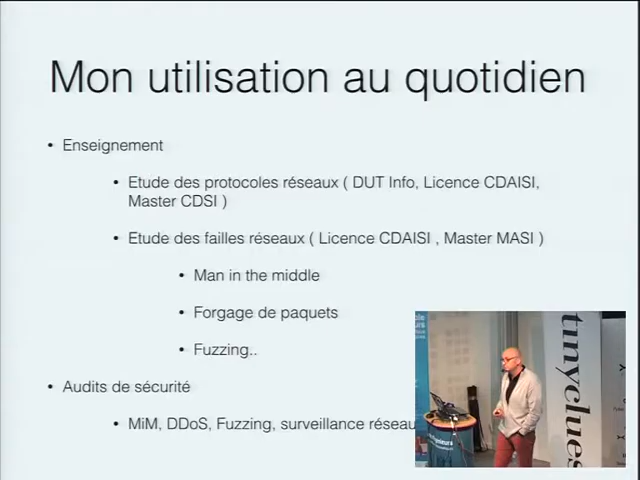 Mon utilisation au quotidien
• Enseignement
• Etude des protocoles réseaux ( DUT Info, Licence CDAISI,
Master CDSI )
• Etude des failles réseaux ( Licence CDAISI , Master MASI )
• Man in the middle
• Forgage de paquets
• Fuzzing..
• Audits de sécurité
• MiM, DDoS, Fuzzing, surveillance réseau
tinyclues